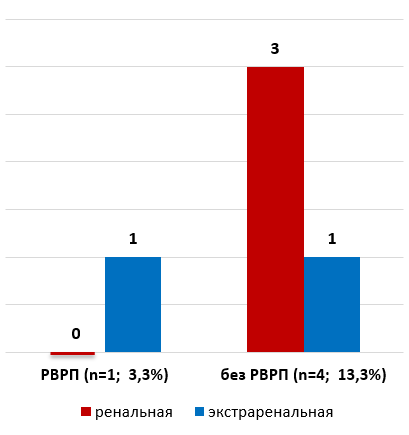 3
1
1
0
РВРП (n=1;  3,3%)
без РВРП (n=4;  13,3%)
ренальная
экстраренальная